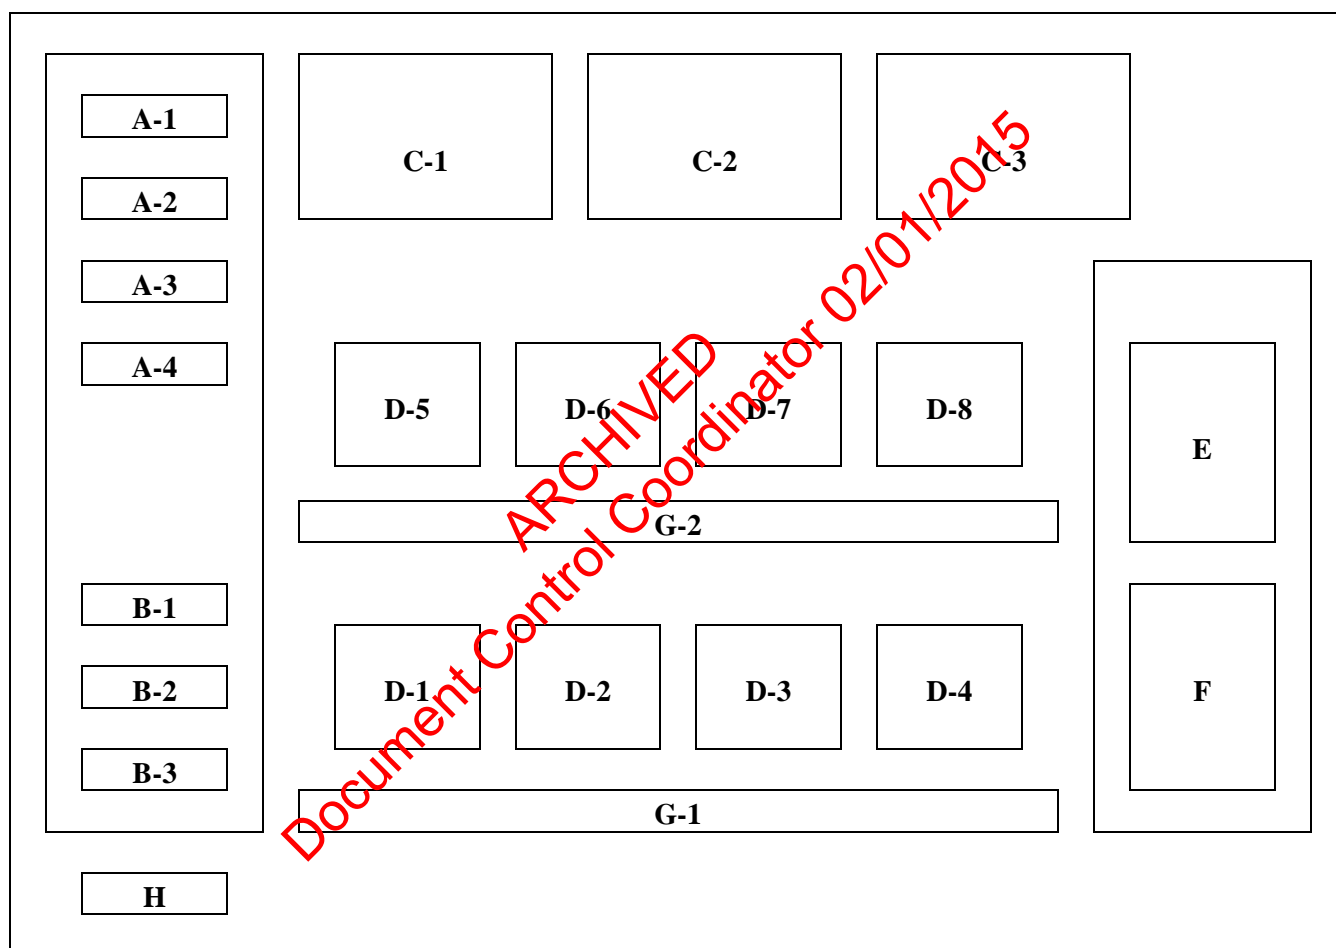 A-1
A-2
A-3
A-4
B-1
B-2
B-3
H
C-1
C-2
C-3
D-5
D-6
D-7
D-8
G-2
D-1
D-2
D-3
D-4
G-1
E
F
ARCHIVED
Document Control Coordinator 02/01/2015